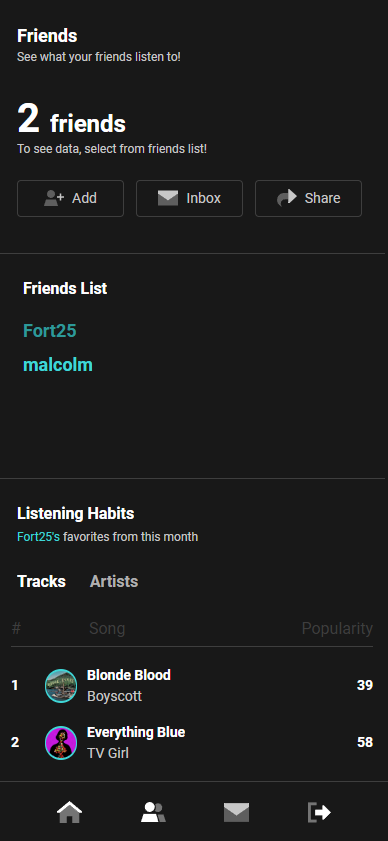 Friends
See what your friends listen to!
2 friends
To see data, select from friends list!
Add
Inbox
Share
Friends List
Fort25
malcolm
Listening Habits
Fort25's favorites from this month
Tracks Artists
# Song Popularity
1 Blonde Blood 39
Boyscott
2 Everything Blue 58
TV Girl